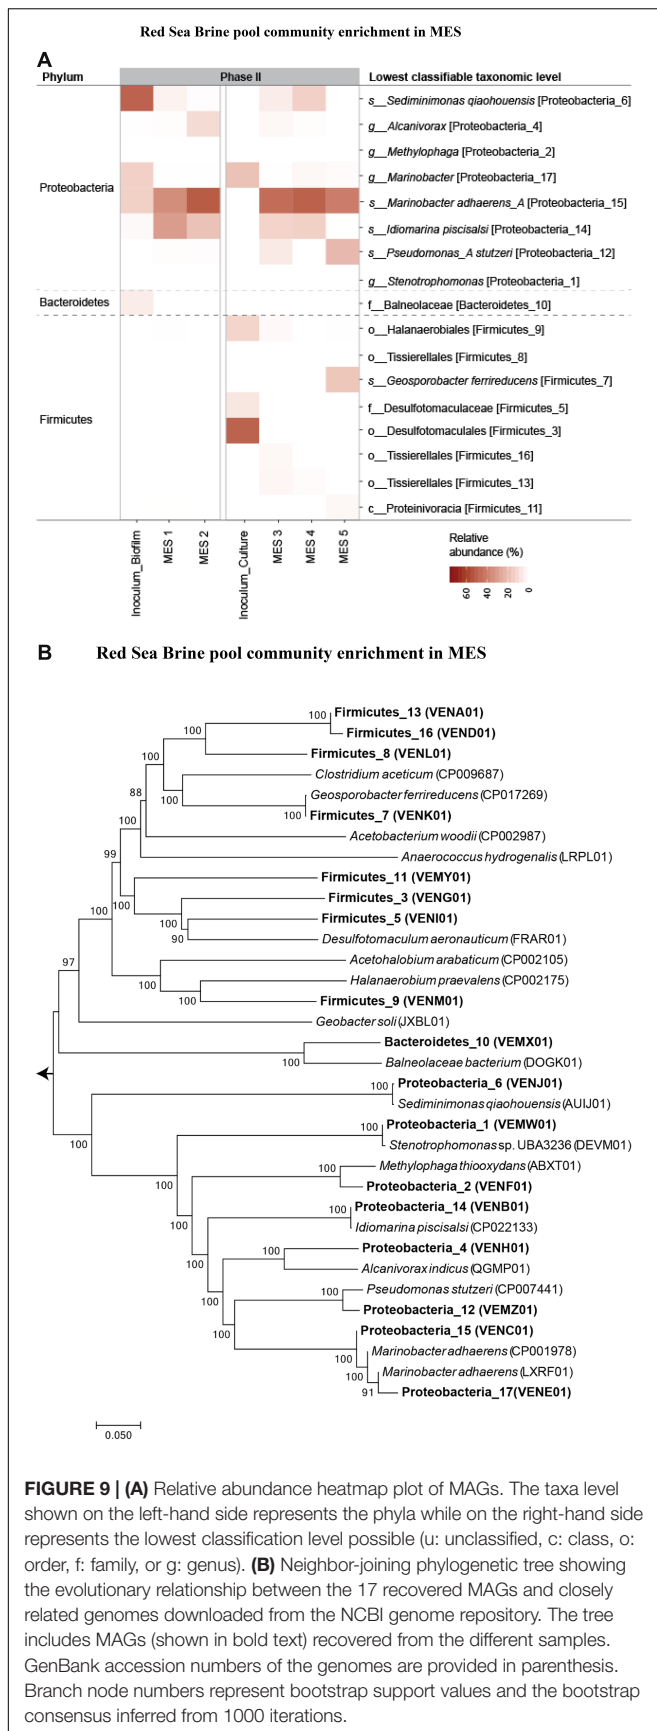 Red Sea Brine pool community enrichment in MES
A
Phylum Phase II Lowest classifiable taxonomic level
s__Sediminimonas qiaohouensis [Proteobacteria_6]
g__Alcanivorax [Proteobacteria_4]
g__Methylophaga [Proteobacteria_2]
Proteobacteria
g__Marinobacter [Proteobacteria_17]
s__Marinobacter adhaerens_A [Proteobacteria_15]
s__Idiomarina piscisalsi [Proteobacteria_14]
s__Pseudomonas_A stutzeri [Proteobacteria_12]
g__Stenotrophomonas [Proteobacteria_1]
Bacteroidetes
f__Balneolaceae [Bacteroidetes_10]
o__Halanaerobiales [Firmicutes_9]
o__Tissierellales [Firmicutes_8]
s__Geosporobacter ferrireducens [Firmicutes_7]
f__Desulfotomaculaceae [Firmicutes_5]
Firmicutes
o__Desulfotomaculales [Firmicutes_3]
o__Tissierellales [Firmicutes_16]
o__Tissierellales [Firmicutes_13]
c__Proteinivoracia [Firmicutes_11]
Inoculum_Biofilm
MES 1
MES 2
Inoculum_Culture
MES 3
MES 4
MES 5
Relative
abundance (%)
60 40 20 0
B
Red Sea Brine pool community enrichment in MES
100 Firmicutes_13 (VENA01)
100 Firmicutes_16 (VEND01)
100 Firmicutes_8 (VENL01)
Clostridium aceticum (CP009687)
88 100 Geosporobacter ferrireducens (CP017269)
100 Firmicutes_7 (VENK01)
100 Acetobacterium woodii (CP002987)
99 Anaerococcus hydrogenalis (LRPL01)
Firmicutes_11 (VEMY01)
100 Firmicutes_3 (VENG01)
100 100 Firmicutes_5 (VENI01)
90 Desulfotomaculum aeronauticum (FRAR01)
97 Acetohalobium arabaticum (CP002105)
100 Halanaerobium praevalens (CP002175)
100 Firmicutes_9 (VENM01)
Geobacter soli (JXBL01)
Bacteroidetes_10 (VEMX01)
100 Balneolaceae bacterium (DOGK01)
100 Proteobacteria_6 (VENJ01)
Sediminimonas qiaohouensis (AUIJ01)
100 Proteobacteria_1 (VEMW01)
100 Stenotrophomonas sp. UBA3236 (DEVM01)
Methylophaga thiooxydans (ABXT01)
100 Proteobacteria_2 (VENF01)
100 100 Proteobacteria_14 (VENB01)
Idiomarina piscisalsi (CP022133)
100 100 Proteobacteria_4 (VENH01)
Alcanivorax indicus (QGMP01)
100 Pseudomonas stutzeri (CP007441)
100 Proteobacteria_12 (VEMZ01)
100 Proteobacteria_15 (VENC01)
100 Marinobacter adhaerens (CP001978)
100 Marinobacter adhaerens (LXRF01)
91 Proteobacteria_17(VENE01)
0.050
FIGURE 9 | (A) Relative abundance heatmap plot of MAGs. The taxa level
shown on the left-hand side represents the phyla while on the right-hand side
represents the lowest classification level possible (u: unclassified, c: class, o:
order, f: family, or g: genus). (B) Neighbor-joining phylogenetic tree showing
the evolutionary relationship between the 17 recovered MAGs and closely
related genomes downloaded from the NCBI genome repository. The tree
includes MAGs (shown in bold text) recovered from the different samples.
GenBank accession numbers of the genomes are provided in parenthesis.
Branch node numbers represent bootstrap support values and the bootstrap
consensus inferred from 1000 iterations.